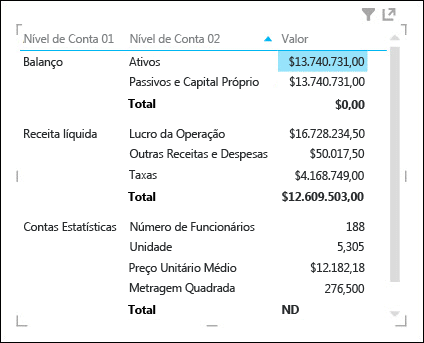 Nível de Conta 01 Nível de Conta 02 Valor
Balanço Ativos $13.740.731,00
Passivos e Capital Próprio $13.740.731,00
Total $0,00
Receita líquida Lucro da Operação $16.728.234,50
Outras Receitas e Despesas $50.017,50
Taxas $4.168.749,00
Total $12.609.503,00
Contas Estatísticas Número de Funcionários 188
Unidade 5,305
Preço Unitário Médio $12.182,18
Metragem Quadrada 276,500
Total ND